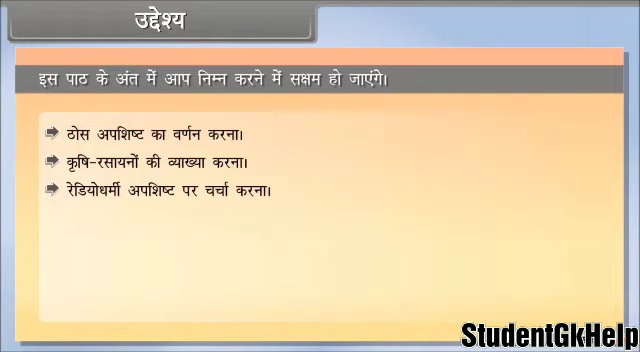 उद्देश्य
इस पाठ के अंत में आप निम्न करने में सक्षम हो जाएंगे।
ठोस अपशिष्ट का वर्णन करना।
कृषि-रसायनों की व्याख्या करना।
रेडियोधर्मी अपशिष्ट पर चर्चा करना।
StudentGkHelp